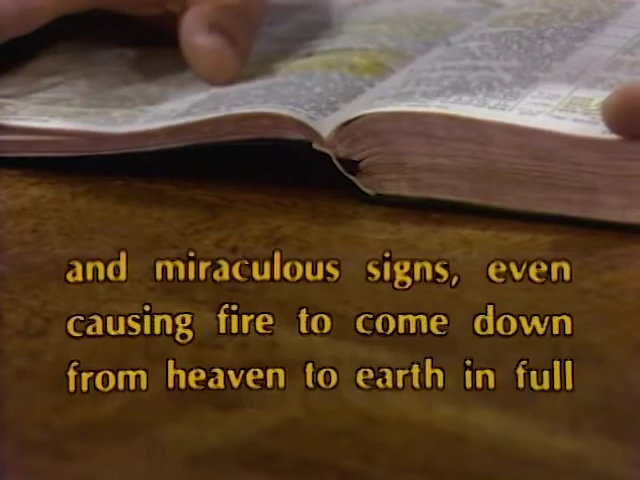 and miraculous signs, even
causing fire to come down
from heaven to earth in full